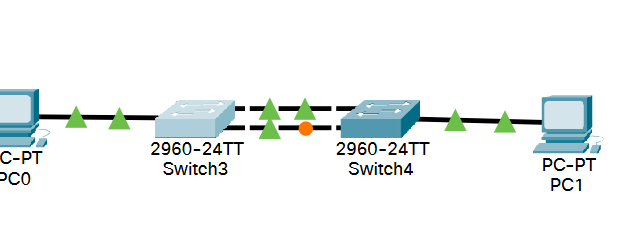 2960-24TT
Switch3
2960-24TT
Switch4
C-PT
PC0
PC-PT
PC1